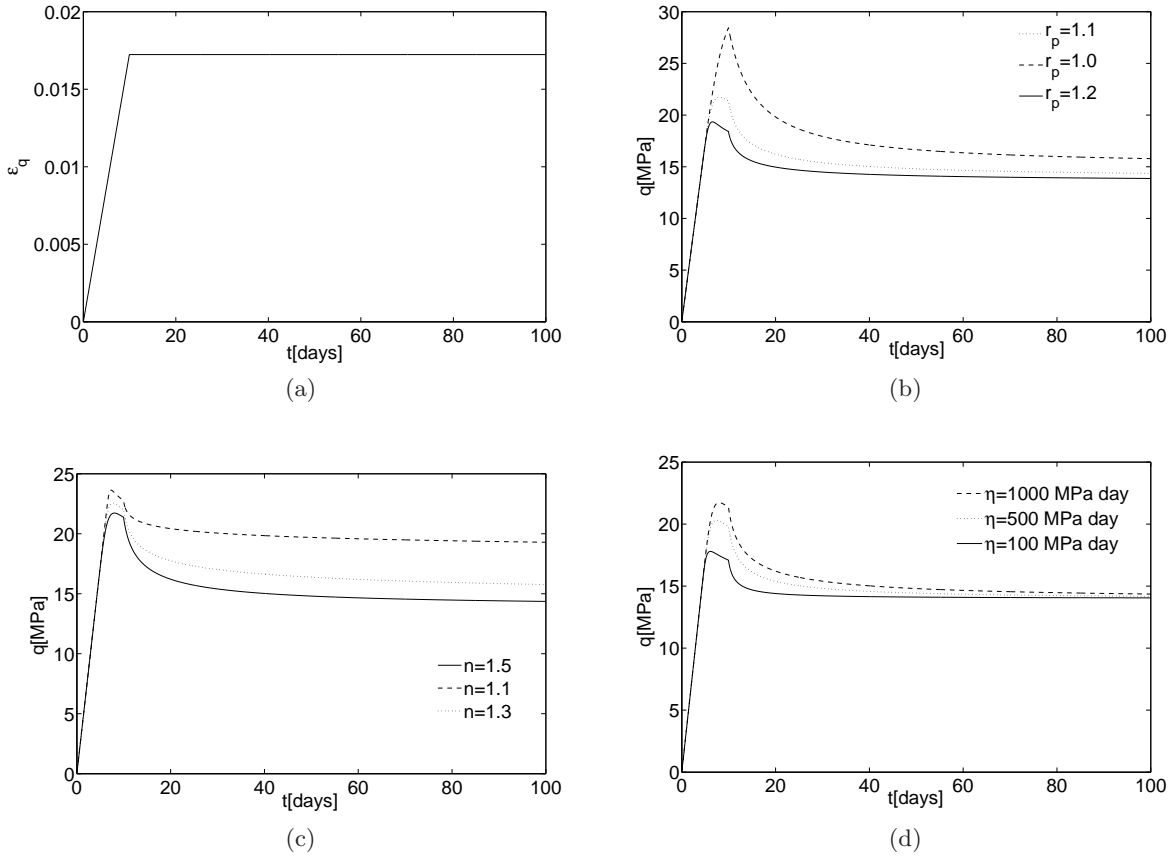 0.02
0.015
0.01
0.005
0
ε_q
0 20 40 60 80 100
t[days]
(a)
30
25
20
15
10
5
0
q[MPa]
r_p=1.1
r_p=1.0
r_p=1.2
0 20 40 60 80 100
t[days]
(b)
25
20
15
10
5
0
q[MPa]
n=1.5
n=1.1
n=1.3
0 20 40 60 80 100
t[days]
(c)
25
20
15
10
5
0
q[MPa]
η=1000 MPa day
η=500 MPa day
η=100 MPa day
0 20 40 60 80 100
t[days]
(d)